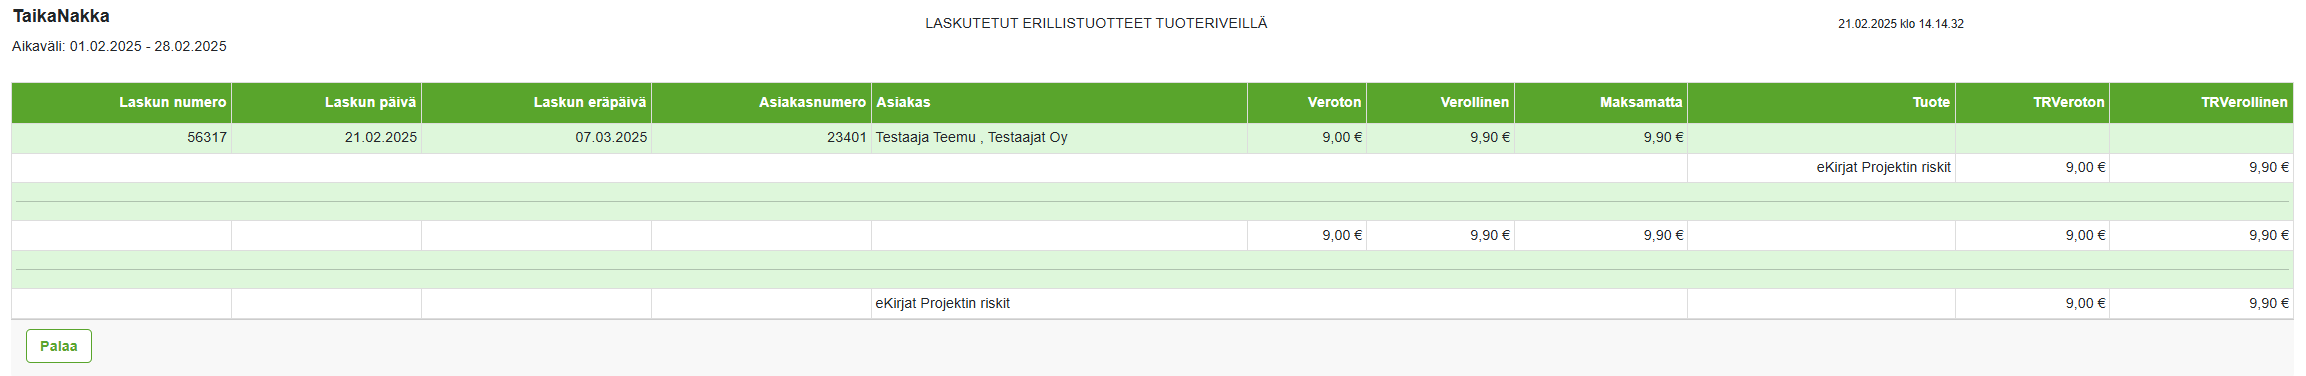 TaikaNakka
LASKUTETUT ERILLISTUOTTEET TUOTERIVEILLÄ
21.02.2025 klo 14.14.32
Aikaväli: 01.02.2025 - 28.02.2025
Laskun numero Laskun päivä Laskun eräpäivä Asiakasnumero Asiakas Veroton Verollinen Maksamatta Tuote TRVeroton TRVerollinen
56317 21.02.2025 07.03.2025 23401 Testaaja Teemu , Testaajat Oy 9,00 € 9,90 € 9,90 €
eKirjat Projektin riskit 9,00 € 9,90 €
9,00 € 9,90 € 9,90 € 9,00 € 9,90 €
eKirjat Projektin riskit 9,00 € 9,90 €
Palaa